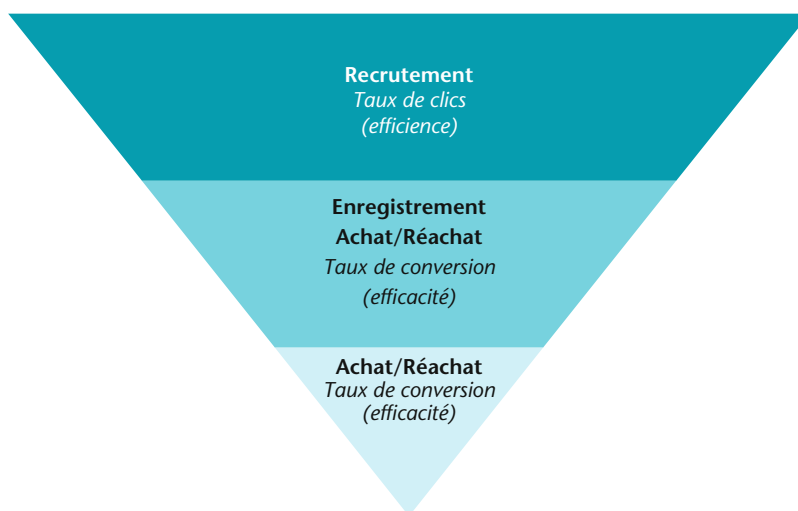 Recrutement
Taux de clics
(efficience)
Enregistrement
Achat/Réachat
Taux de conversion
(efficacité)
Achat/Réachat
Taux de conversion
(efficacité)